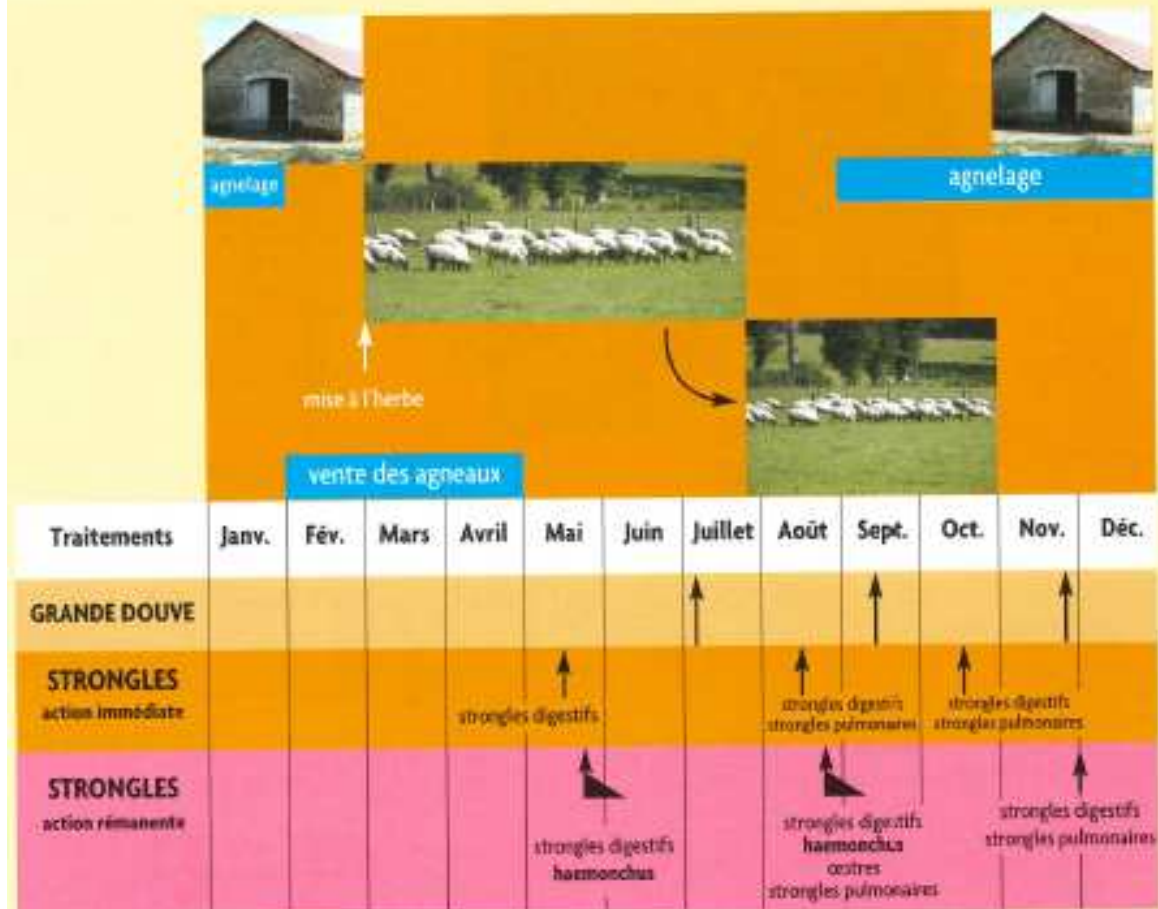 agnelage
agnelage
mise à l'herbe
vente des agneaux
Traitements Janv. Fév. Mars Avril Mai Juin Juillet Août Sept. Oct. Nov. Déc.
GRANDE DOUVE
STRONGLES
action immédiate
strongles digestifs
strongles digestifs
strongles pulmonaires
strongles digestifs
strongles pulmonaires
STRONGLES
action rémanente
strongles digestifs
haemonchus
strongles digestifs
haemonchus
œstres
strongles pulmonaires
strongles digestifs
strongles pulmonaires